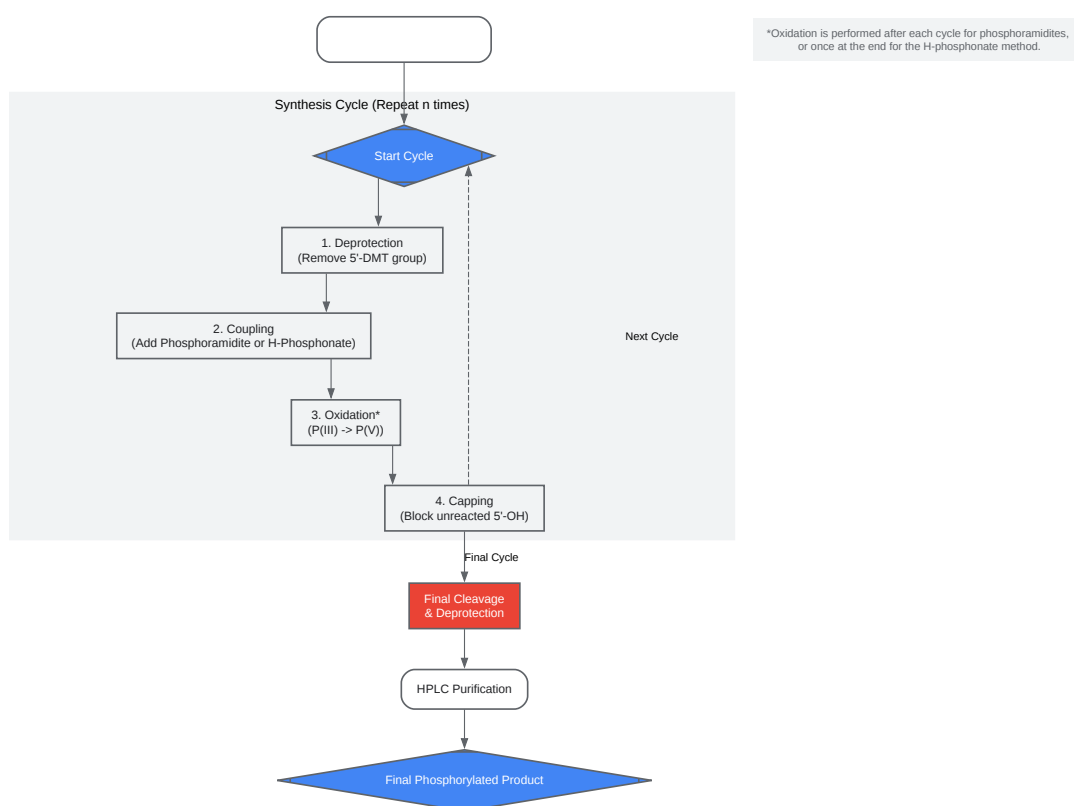 *Oxidation is performed after each cycle for phosphoramidites,
or once at the end for the H-phosphonate method.
Synthesis Cycle (Repeat n times)
Start Cycle
1. Deprotection
(Remove 5'-DMT group)
2. Coupling
(Add Phosphoramidite or H-Phosphonate)
Next Cycle
3. Oxidation*
(P(III) -> P(V))
4. Capping
(Block unreacted 5'-OH)
Final Cycle
Final Cleavage
& Deprotection
HPLC Purification
Final Phosphorylated Product